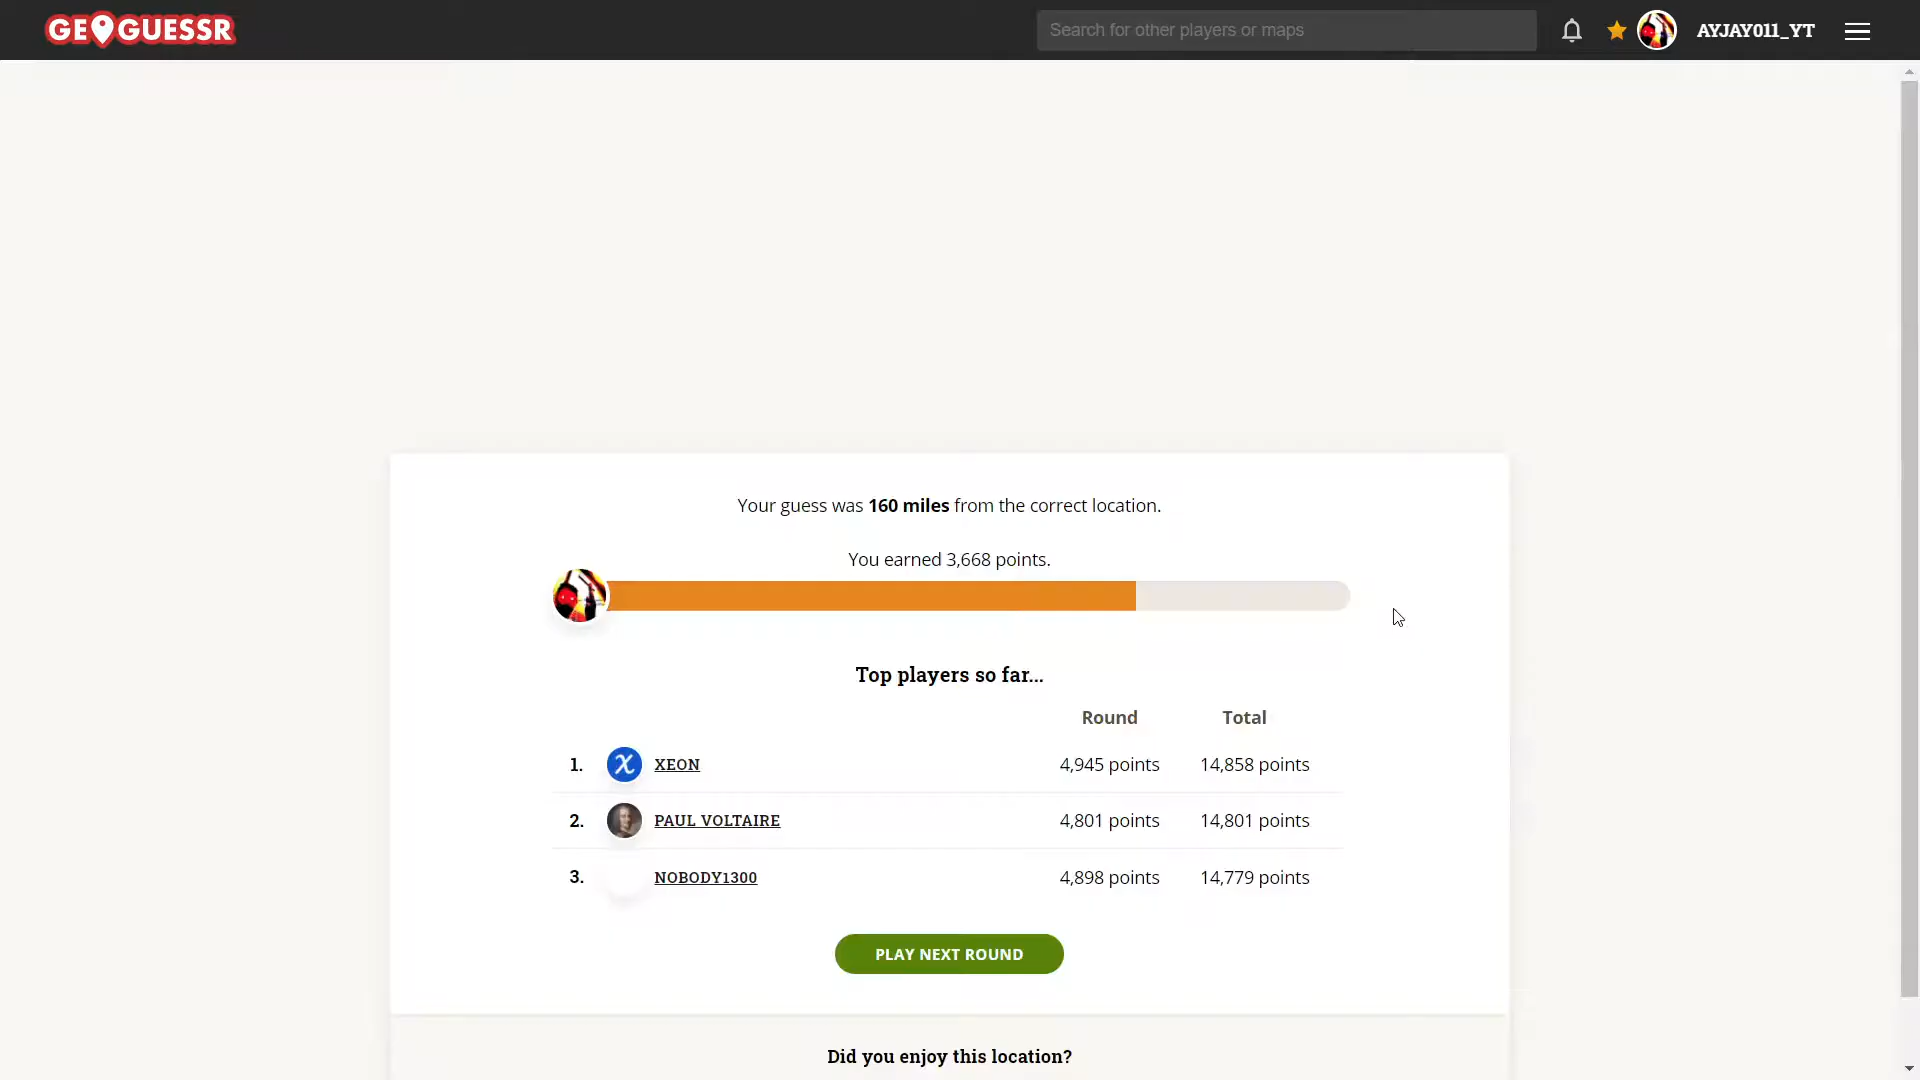 GEOGUESSR
Search for other players or maps
AYJAY011_YT
Your guess was 160 miles from the correct location.
You earned 3,668 points.
Top players so far...
Round Total
1. XEON 4,945 points 14,858 points
2. PAUL VOLTAIRE 4,801 points 14,801 points
3. NOBODY1300 4,898 points 14,779 points
PLAY NEXT ROUND
Did you enjoy this location?